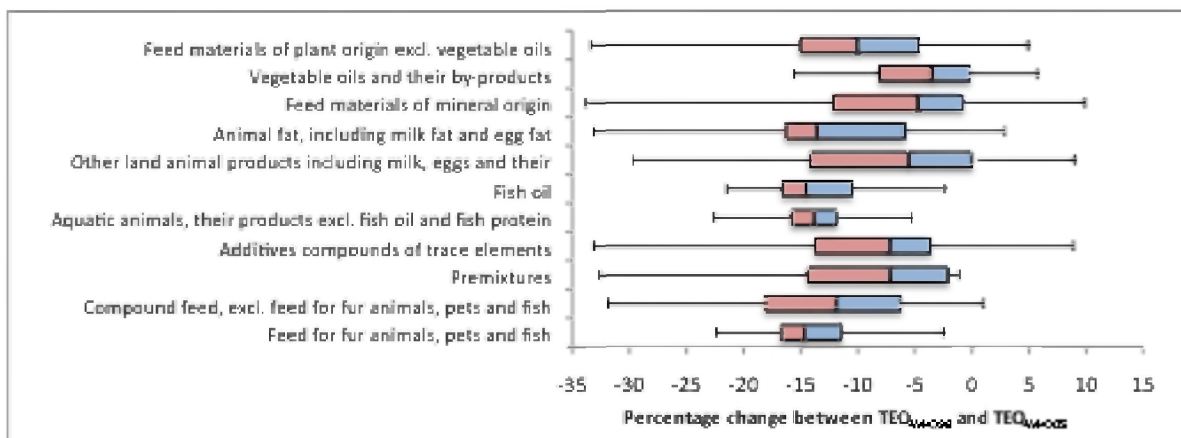 Feed materials of plant origin excl. vegetable oils
Vegetable oils and their by-products
Feed materials of mineral origin
Animal fat, including milk fat and egg fat
Other land animal products including milk, eggs and their
Fish oil
Aquatic animals, their products excl. fish oil and fish protein
Additives compounds of trace elements
Premixtures
Compound feed, excl. feed for fur animals, pets and fish
Feed for fur animals, pets and fish
-35 -30 -25 -20 -15 -10 -5 0 5 10 15
Percentage change between TEQ and TEQ